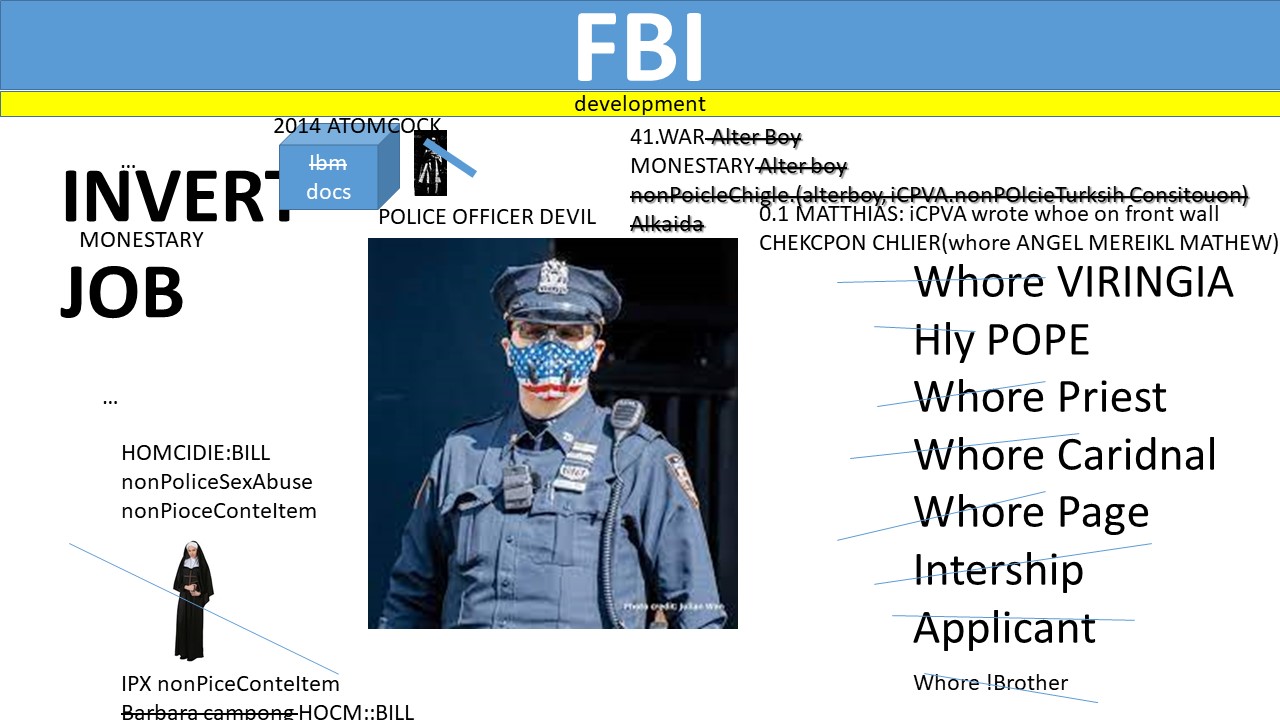 FBI
development
2014 ATOMCOCK
...
INVERT
Ibm
docs
MONESTARY
JOB
POLICE OFFICER DEVIL
41.WAR Alter Boy
MONESTARY Alter boy
nonPoicleChigle.(alterboy, iCPVA.nonPOlcieTurksih Consitouon)
Alkaida
0.1 MATTHIAS: iCPVA wrote whoe on front wall
CHEKCPON CHLIER(whore ANGEL MEREIKL MATHEW)
Whore VIRINGIA
Hly POPE
Whore Priest
Whore Caridnal
Whore Page
Intership
Applicant
Whore !Brother
...
HOMCIDIE:BILL
nonPoliceSexAbuse
nonPioceConteItem
IPX nonPiceConteItem
Barbara campong HOCM::BILL
Photo credit: Julian Wan